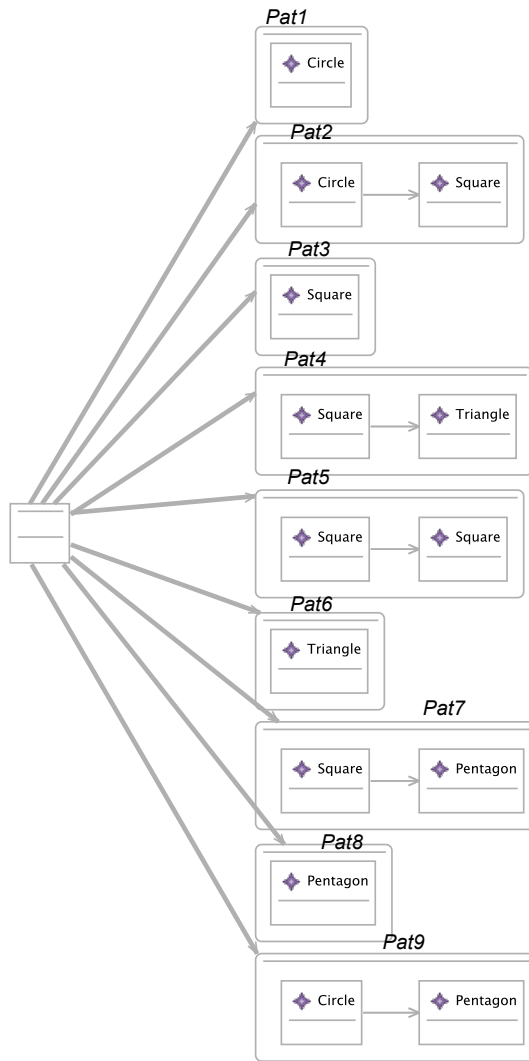 Pat1
Circle
Pat2
Circle Square
Pat3
Square
Pat4
Square Triangle
Pat5
Square Square
Pat6
Triangle
Pat7
Square Pentagon
Pat8
Pentagon
Pat9
Circle Pentagon